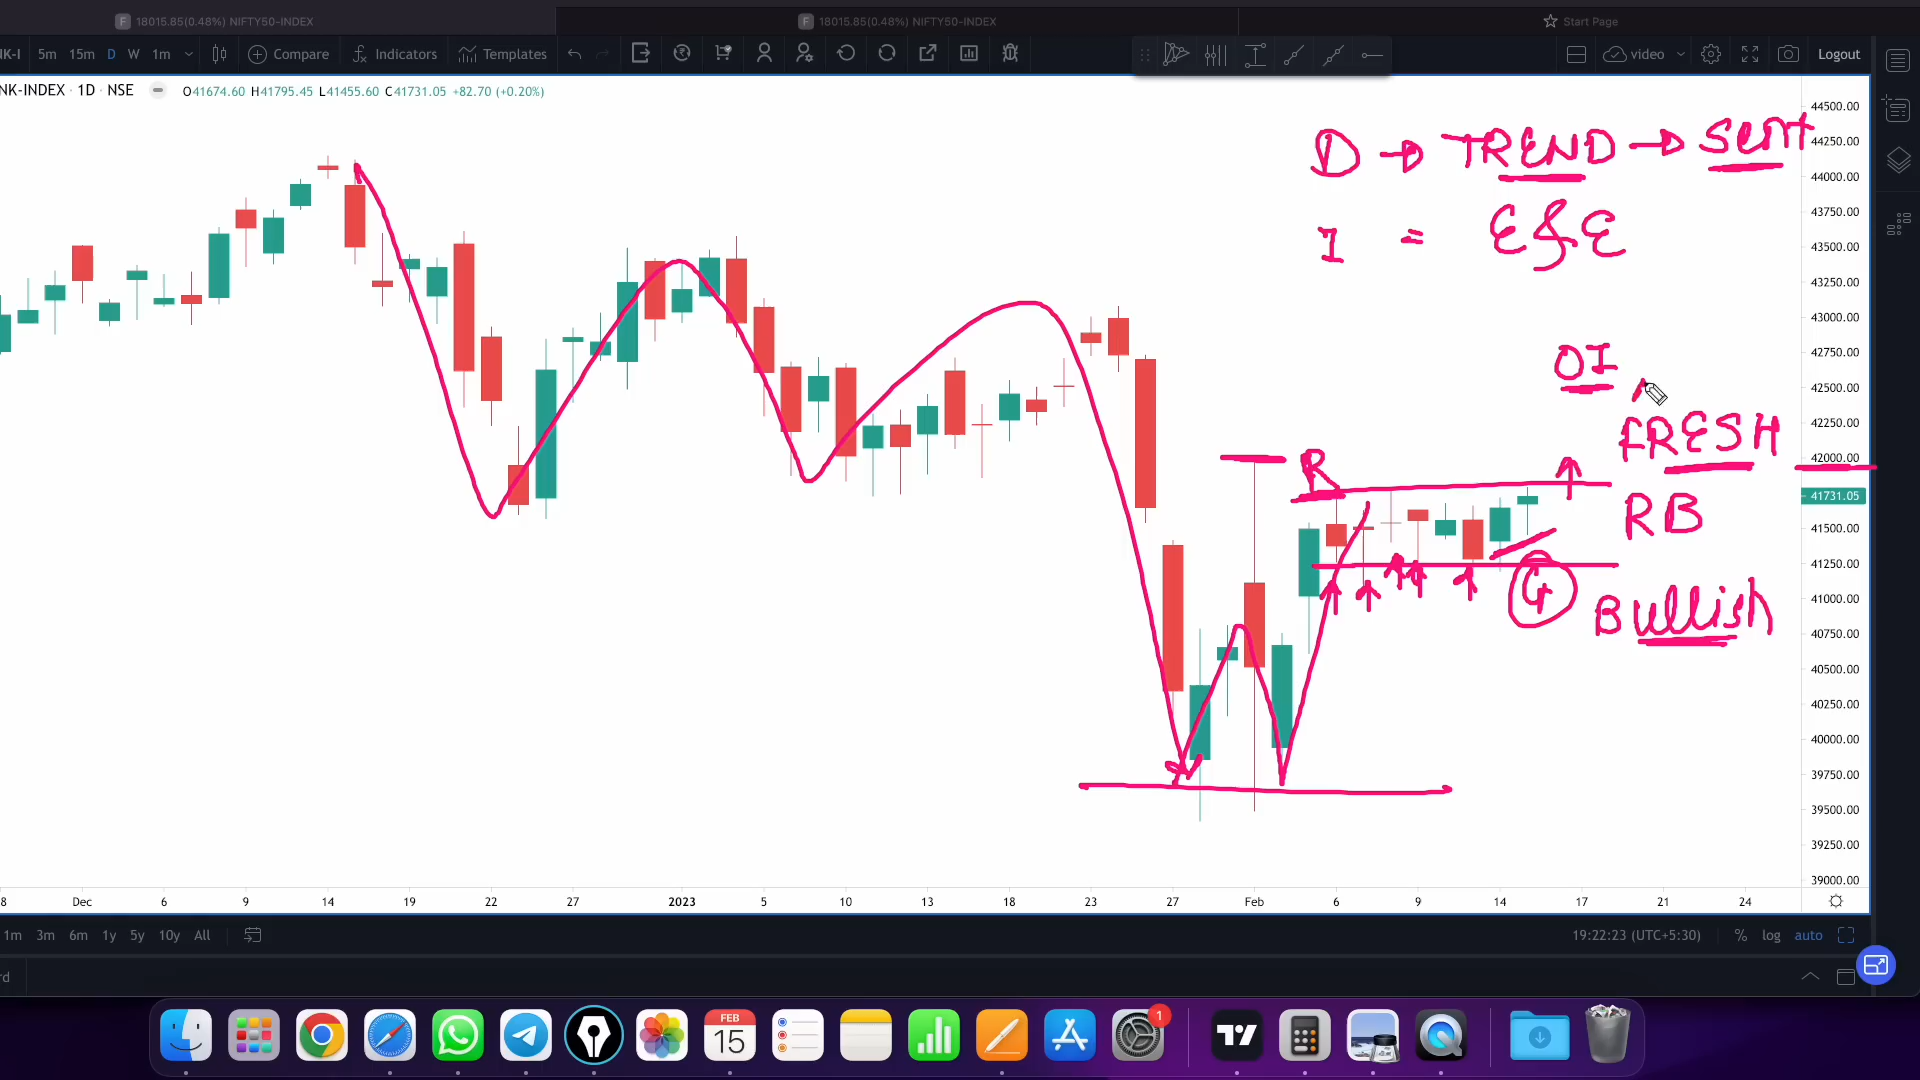 18015.85(0.48%) NIFTY50-INDEX
18015.85(0.48%) NIFTY50-INDEX
Start Page
NK-I 5m 15m D W 1m Compare Indicators Templates video Logout
NK-INDEX · 1D · NSE O41674.60 H41795.45 L41455.60 C41731.05 +82.70 (+0.20%)
D → TREND → Sent
I = E & E
OI
FRESH
R
RB
4
Bullish
44500.00
44250.00
44000.00
43750.00
43500.00
43250.00
43000.00
42750.00
42500.00
42250.00
42000.00
41731.05
41500.00
41250.00
41000.00
40750.00
40500.00
40250.00
40000.00
39750.00
39500.00
39250.00
39000.00
8 Dec 6 9 14 19 22 27 2023 5 10 13 18 23 27 Feb 6 9 14 17 21 24
1m 3m 6m 1y 5y 10y All
19:22:23 (UTC+5:30) % log auto
rd
FEB
15
1